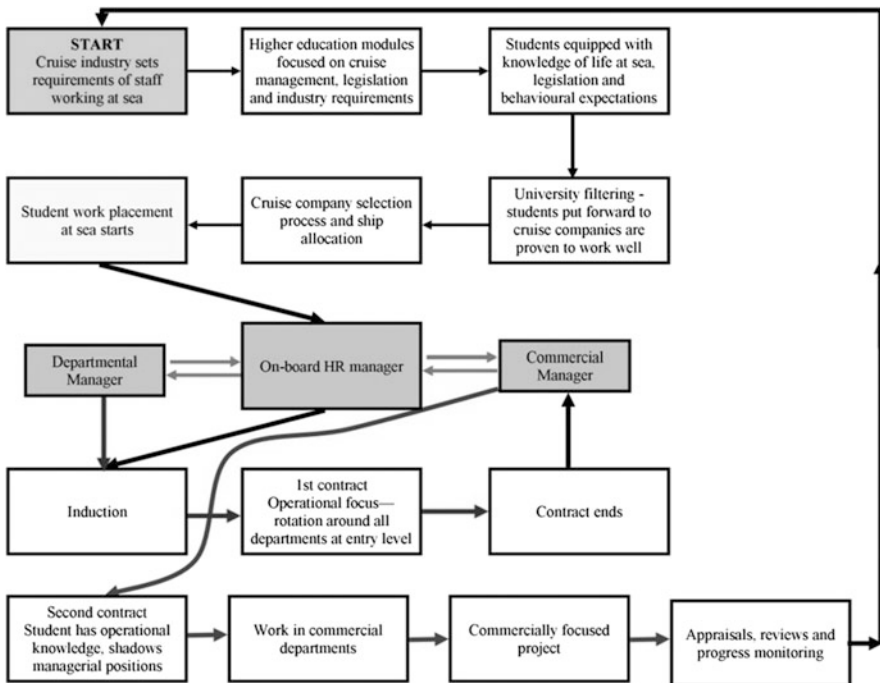 START
Cruise industry sets
requirements of staff
working at sea
Higher education modules
focused on cruise
management, legislation
and industry requirements
Students equipped with
knowledge of life at sea,
legislation and
behavioural expectations
Student work placement
at sea starts
Cruise company selection
process and ship
allocation
University filtering -
students put forward to
cruise companies are
proven to work well
Departmental
Manager
On-board HR manager
Commercial
Manager
Induction
1st contract
Operational focus—
rotation around all
departments at entry level
Contract ends
Second contract
Student has operational
knowledge, shadows
managerial positions
Work in commercial
departments
Commercially focused
project
Appraisals, reviews and
progress monitoring